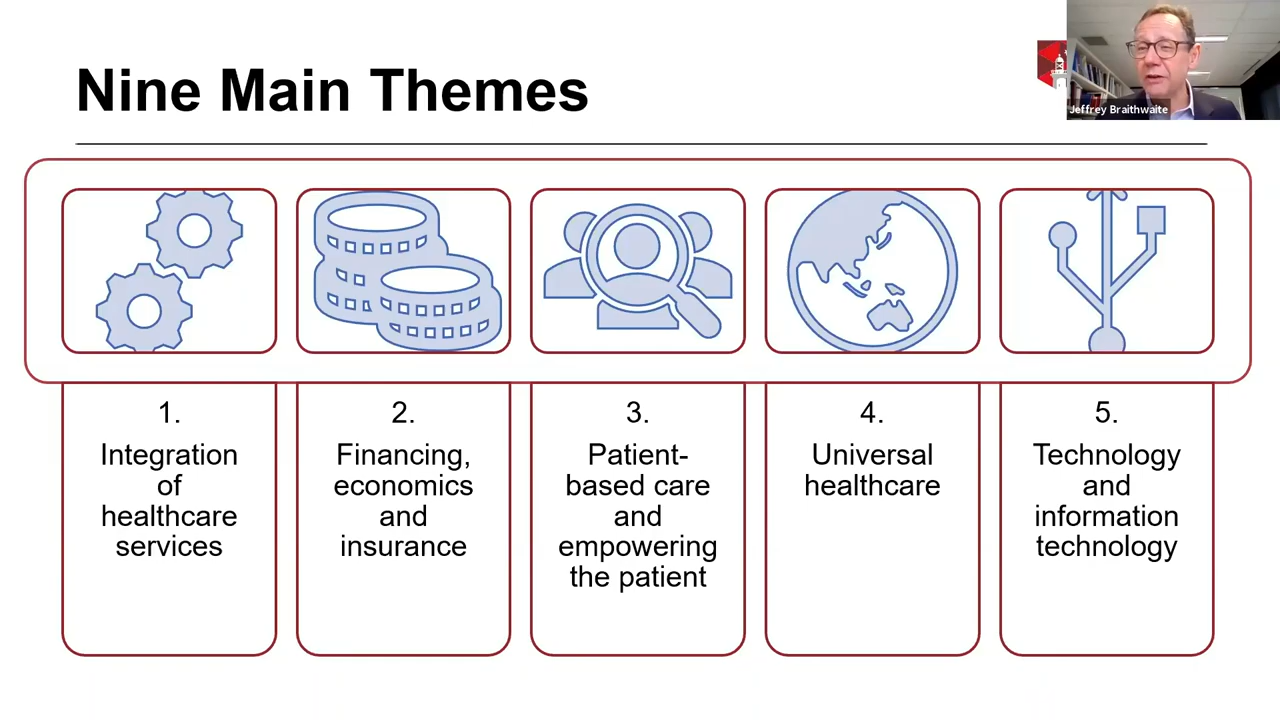 Nine Main Themes
Jeffrey Braithwaite
1.
Integration
of
healthcare
services
2.
Financing,
economics
and
insurance
3.
Patient-
based care
and
empowering
the patient
4.
Universal
healthcare
5.
Technology
and
information
technology